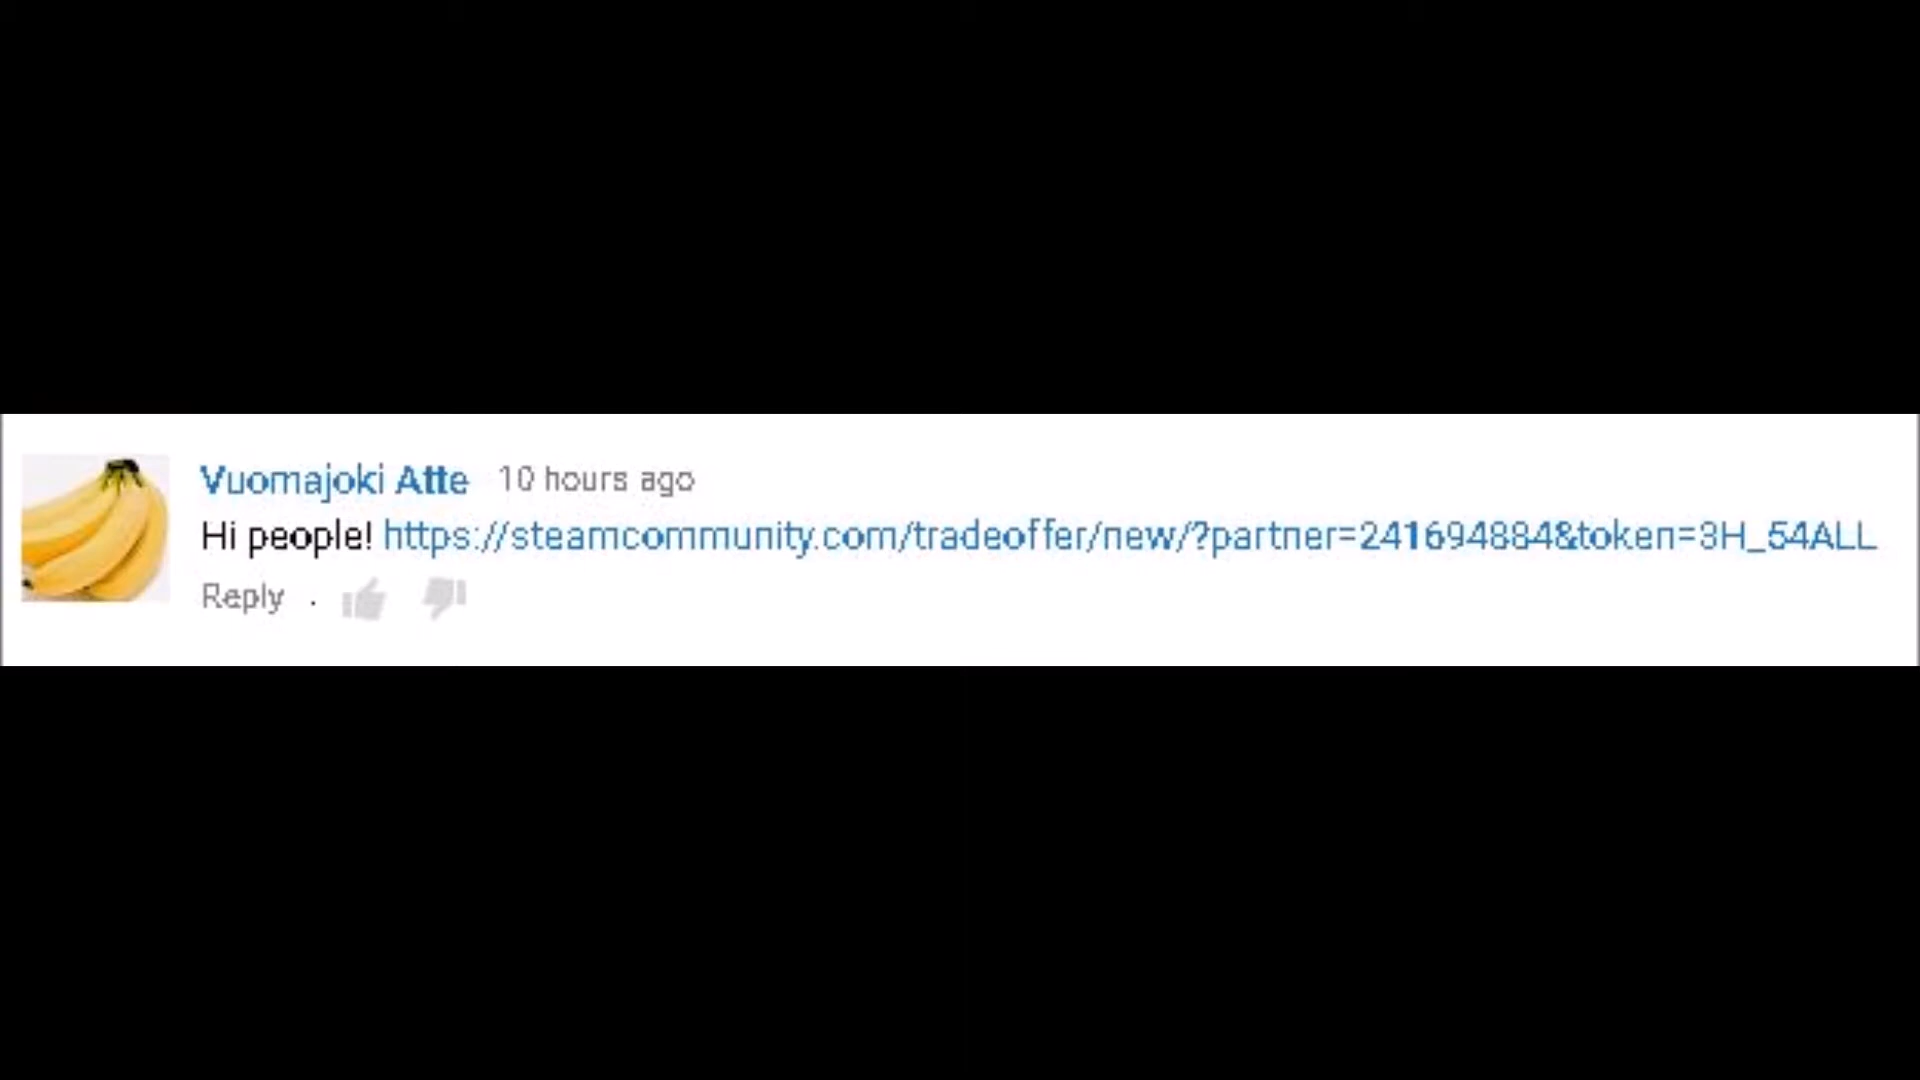 Vuomajoki Atte 10 hours ago
Hi people! https://steamcommunity.com/tradeoffer/new/?partner=241694884&token=3H_54ALL
Reply .